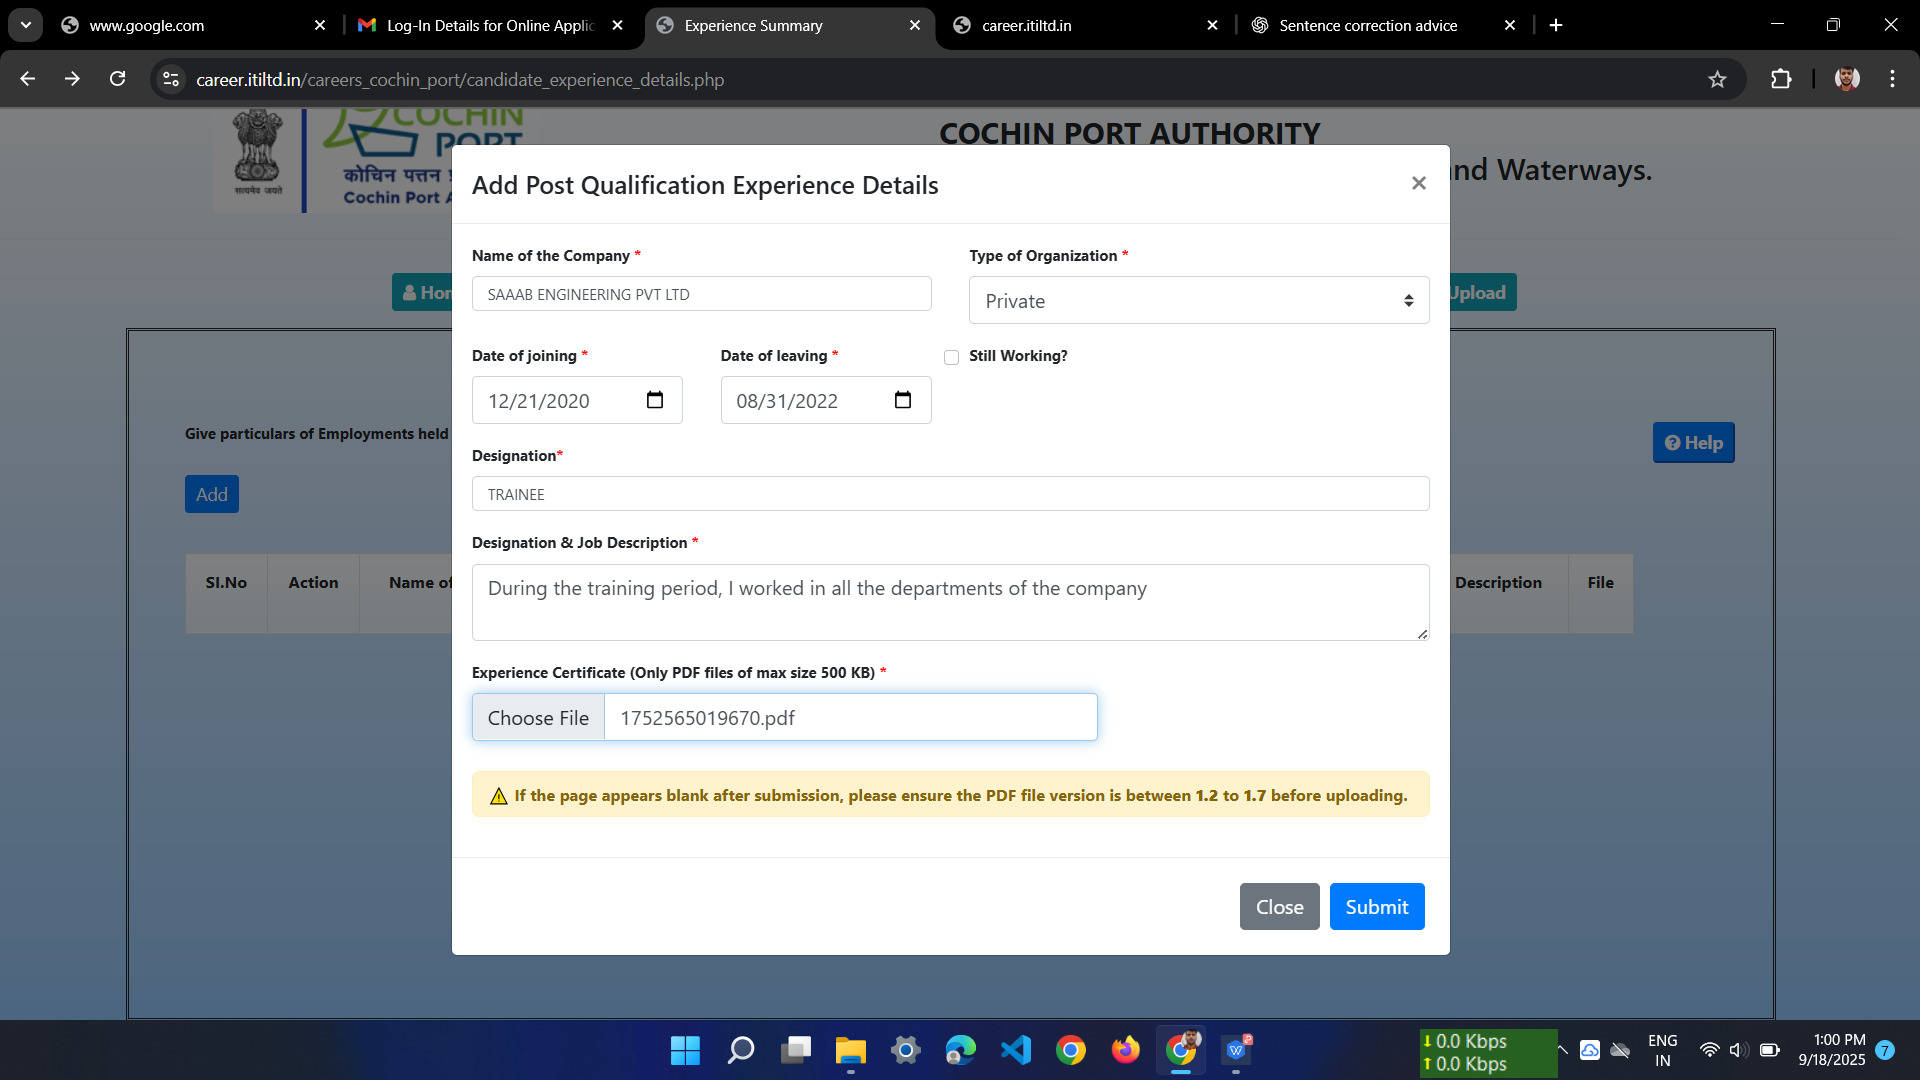 www.google.com
Log-In Details for Online Applic
Experience Summary
career.itiltd.in
Sentence correction advice
career.itiltd.in/careers_cochin_port/candidate_experience_details.php
सत्यमेव जयते
COCHIN
PORT
कोचिन पत्तन
Cochin Port A
COCHIN PORT AUTHORITY
nd Waterways.
Hon
Upload
Give particulars of Employments held
Help
Add
Sl.No
Action
Name of
Description
File
Add Post Qualification Experience Details
×
Name of the Company *
Type of Organization *
SAAAB ENGINEERING PVT LTD
Private
Date of joining *
Date of leaving *
Still Working?
12/21/2020
08/31/2022
Designation*
TRAINEE
Designation & Job Description *
During the training period, I worked in all the departments of the company
Experience Certificate (Only PDF files of max size 500 KB) *
Choose File
1752565019670.pdf
⚠ If the page appears blank after submission, please ensure the PDF file version is between 1.2 to 1.7 before uploading.
Close
Submit
↓ 0.0 Kbps
↑ 0.0 Kbps
ENG
IN
1:00 PM
9/18/2025
7